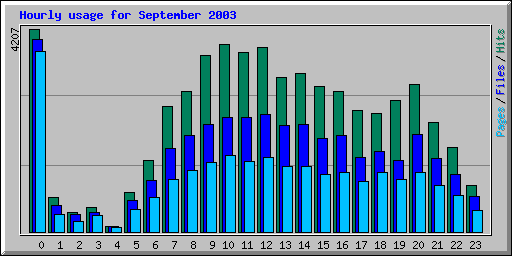 Hourly usage for September 2003
4207
Pages / Files / Hits
0 1 2 3 4 5 6 7 8 9 10 11 12 13 14 15 16 17 18 19 20 21 22 23